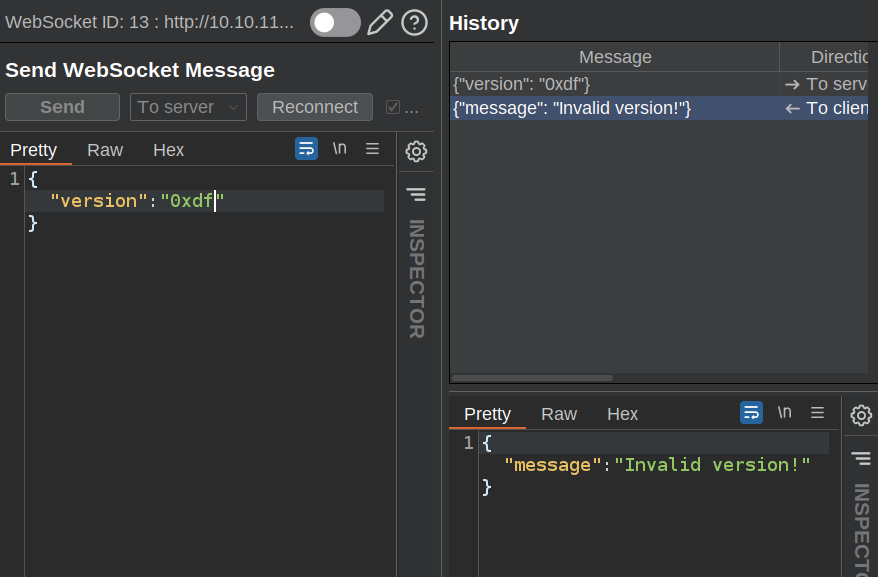 WebSocket ID: 13 : http://10.10.11...
Send WebSocket Message
Send To server Reconnect ...
Pretty Raw Hex \n
1 {
"version":"0xdf"
}
INSPECTOR
History
Message Directic
{"version": "0xdf"} → To serv
{"message": "Invalid version!"} ← To clien
Pretty Raw Hex \n
1 {
"message":"Invalid version!"
}
INSPECTO